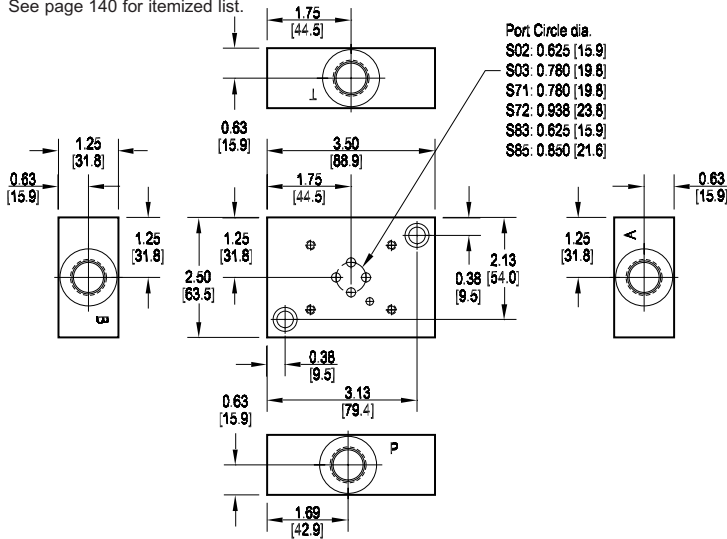 See page 140 for itemized list.
1.75
[44.5]
Port Circle dia.
S02: 0.625 [15.9]
S03: 0.780 [19.8]
S71: 0.780 [19.8]
S72: 0.938 [23.8]
S83: 0.625 [15.9]
S85: 0.850 [21.6]
T
0.63
[15.9]
1.25
[31.8]
3.50
[88.9]
0.63
[15.9]
1.75
[44.5]
0.63
[15.9]
1.25
[31.8]
B
1.25
[31.8]
2.50
[63.5]
0.38
[9.5]
2.13
[54.0]
1.25
[31.8]
A
0.38
[9.5]
3.13
[79.4]
0.63
[15.9]
P
1.69
[42.9]